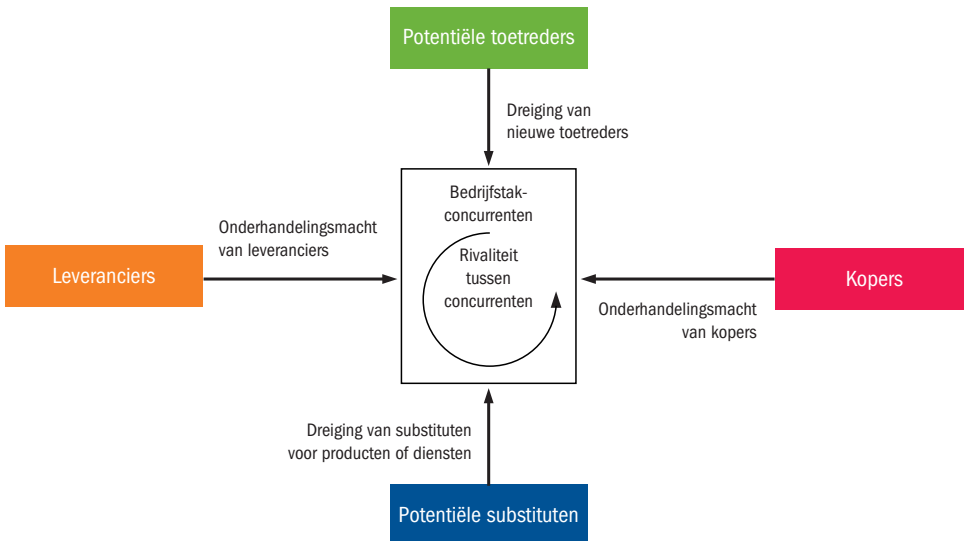 Potentiële toetreders
Dreiging van
nieuwe toetreders
Bedrijfstak-
concurrenten
Onderhandelingsmacht
van leveranciers
Rivaliteit
tussen
concurrenten
Leveranciers
Kopers
Onderhandelingsmacht
van kopers
Dreiging van substituten
voor producten of diensten
Potentiële substituten